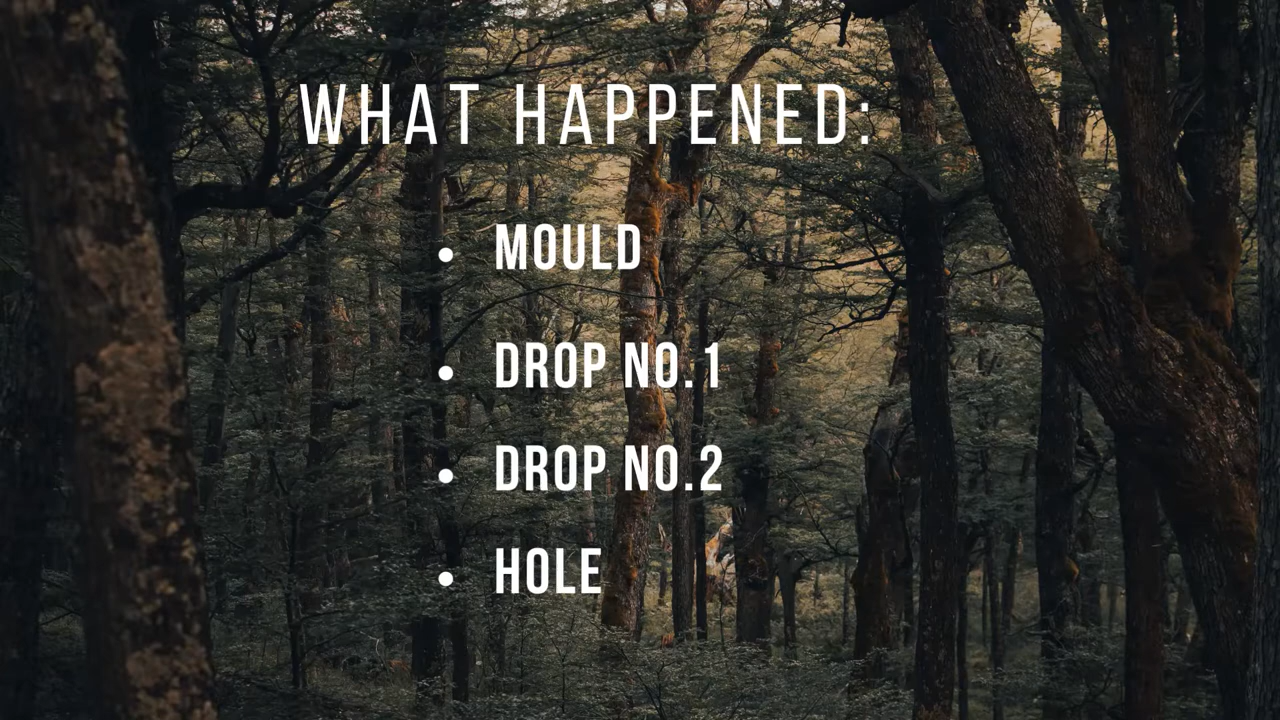 WHAT HAPPENED:
• MOULD
• DROP NO. 1
• DROP NO.2
• HOLE